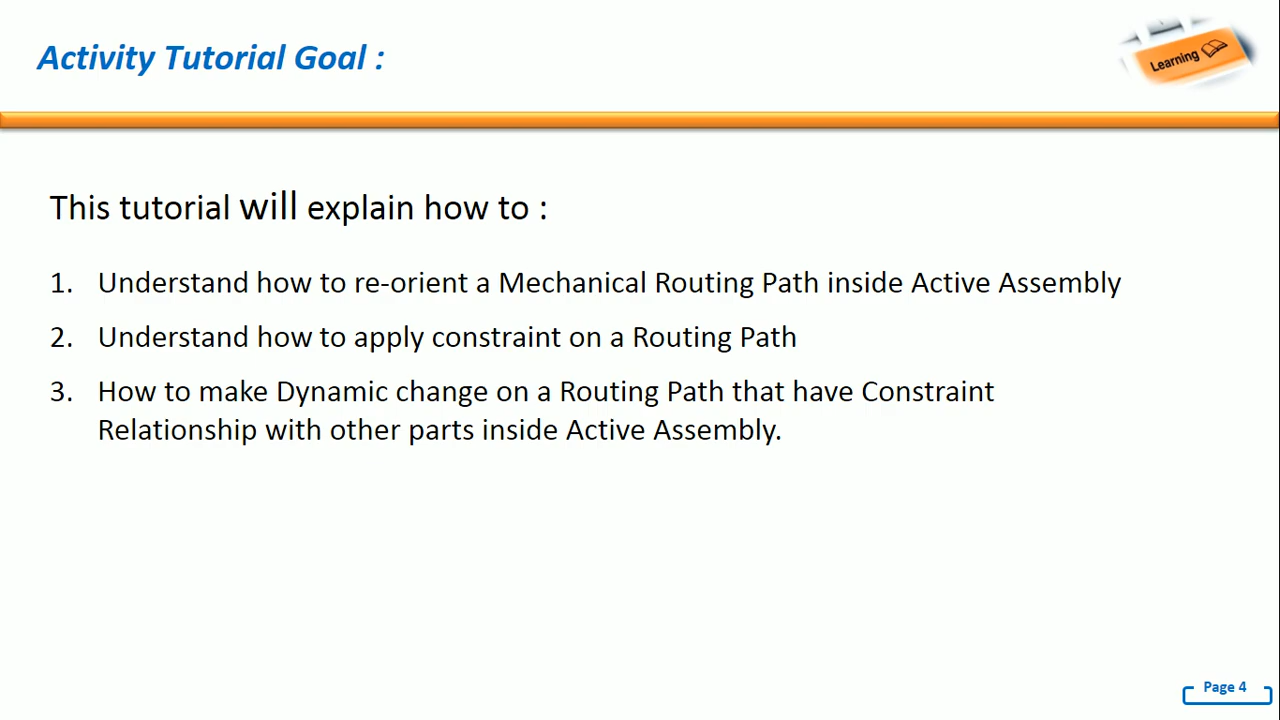 Activity Tutorial Goal :
Learning
This tutorial will explain how to :
1. Understand how to re-orient a Mechanical Routing Path inside Active Assembly
2. Understand how to apply constraint on a Routing Path
3. How to make Dynamic change on a Routing Path that have Constraint
Relationship with other parts inside Active Assembly.
Page 4